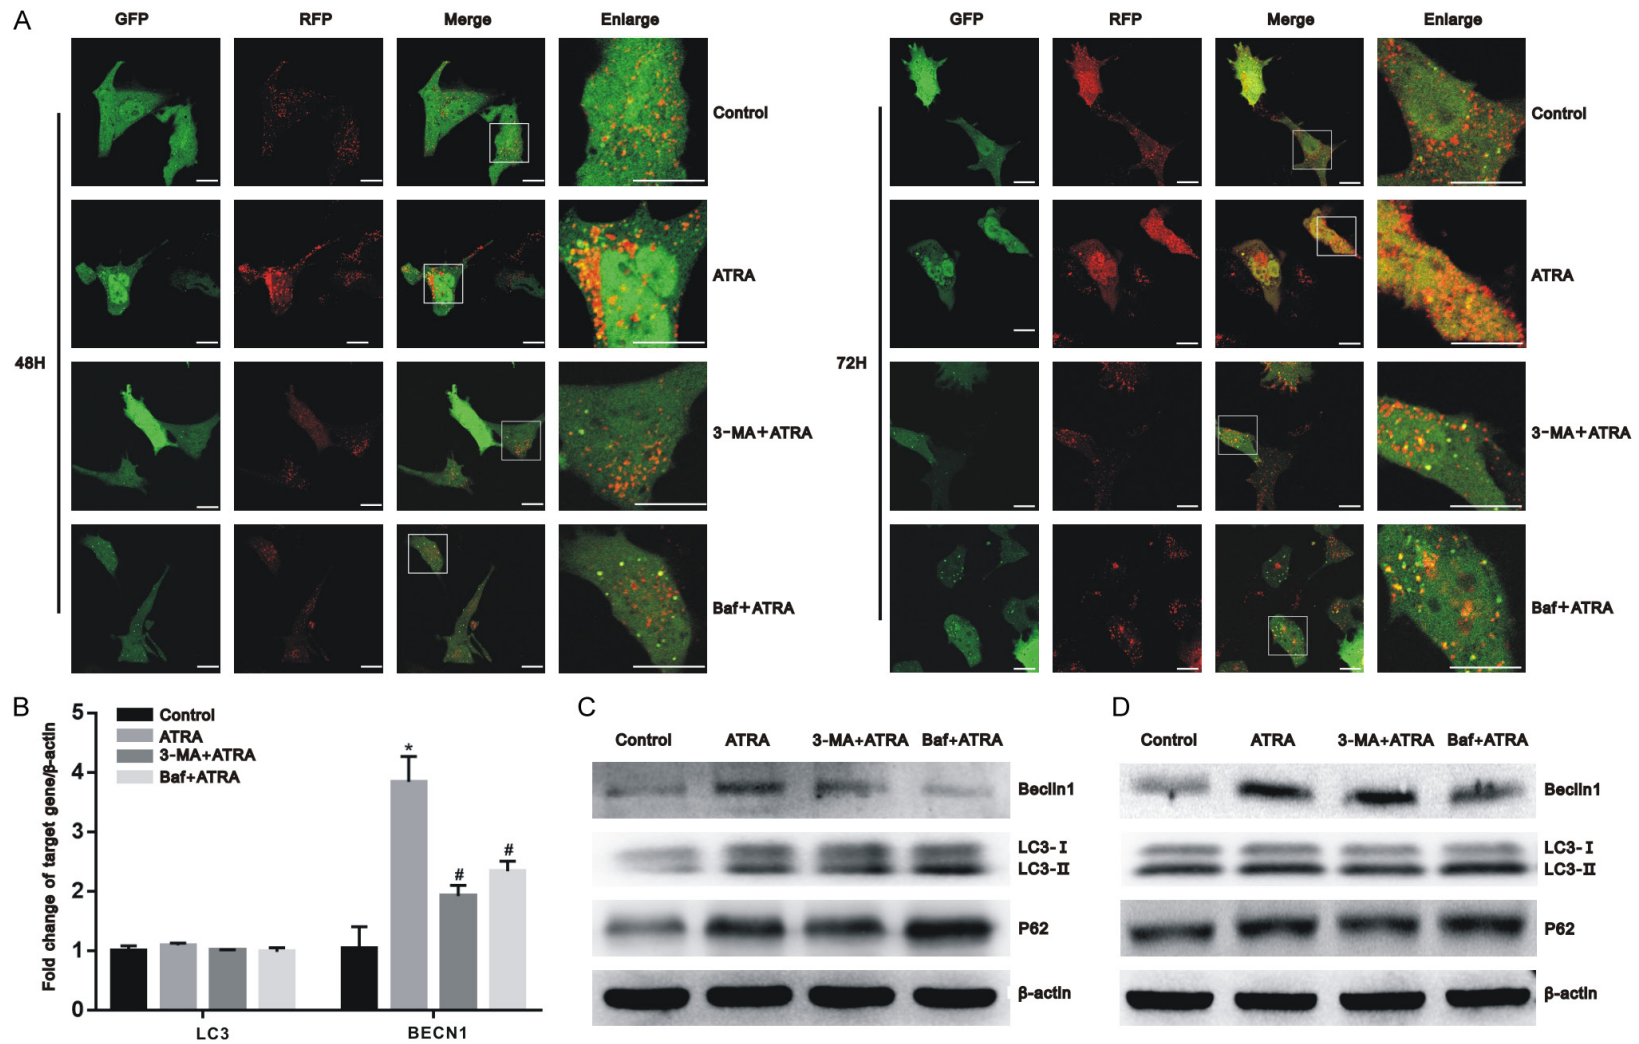 A
GFP RFP Merge Enlarge
GFP RFP Merge Enlarge
Control
Control
ATRA
ATRA
48H
72H
3-MA+ATRA
3-MA+ATRA
Baf+ATRA
Baf+ATRA
B
Fold change of target gene/β-actin
5
4
3
2
1
0
Control
ATRA
3-MA+ATRA
Baf+ATRA
*
#
#
LC3 BECN1
C
Control ATRA 3-MA+ATRA Baf+ATRA
Beclin1
LC3-Ⅰ
LC3-Ⅱ
P62
β-actin
D
Control ATRA 3-MA+ATRA Baf+ATRA
Beclin1
LC3-Ⅰ
LC3-Ⅱ
P62
β-actin